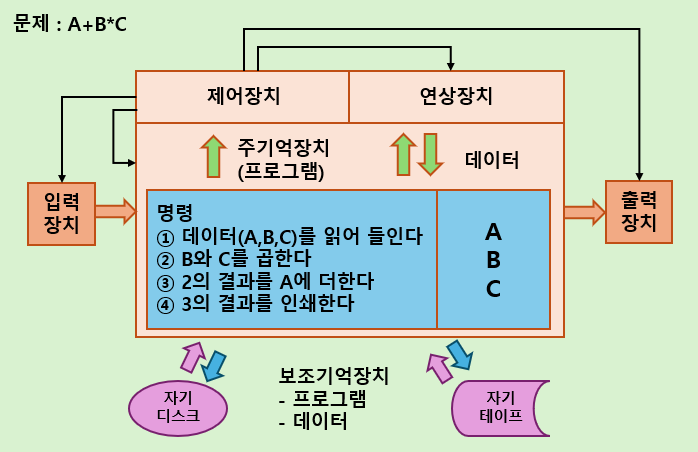 문제 : A+B*C
제어장치
연상장치
주기억장치
(프로그램)
데이터
입력
장치
출력
장치
명령
① 데이터(A,B,C)를 읽어 들인다
② B와 C를 곱한다
③ 2의 결과를 A에 더한다
④ 3의 결과를 인쇄한다
A
B
C
자기
디스크
보조기억장치
- 프로그램
- 데이터
자기
테이프